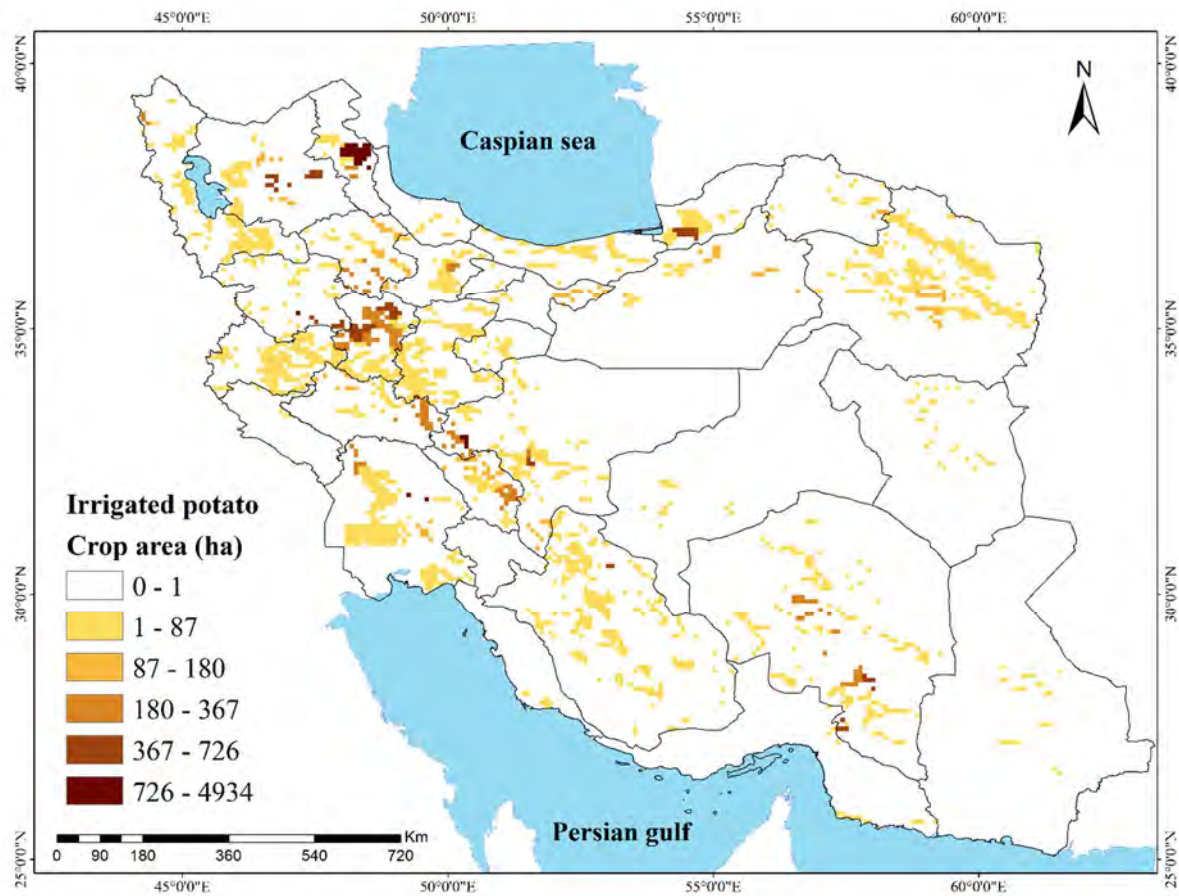 45°0'0"E 50°0'0"E 55°0'0"E 60°0'0"E
40°0'0"N 40°0'0"N
N
Caspian sea
35°0'0"N 35°0'0"N
Irrigated potato
Crop area (ha)
0 - 1
1 - 87
87 - 180
180 - 367
367 - 726
726 - 4934
30°0'0"N 30°0'0"N
Persian gulf
Km
0 90 180 360 540 720
25°0'0"N 25°0'0"N
45°0'0"E 50°0'0"E 55°0'0"E 60°0'0"E